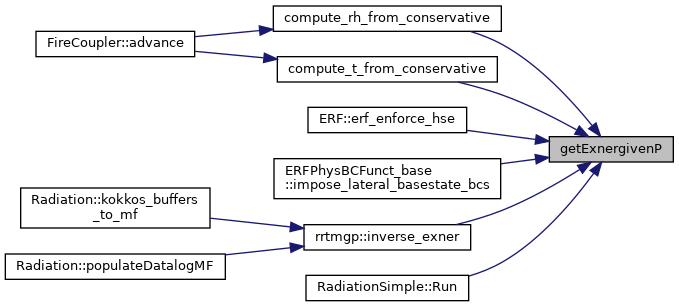 compute_rh_from_conservative
FireCoupler::advance
compute_t_from_conservative
ERF::erf_enforce_hse
getExnergivenP
ERFPhysBCFunct_base
::impose_lateral_basestate_bcs
Radiation::kokkos_buffers
_to_mf
rrtmgp::inverse_exner
Radiation::populateDatalogMF
RadiationSimple::Run